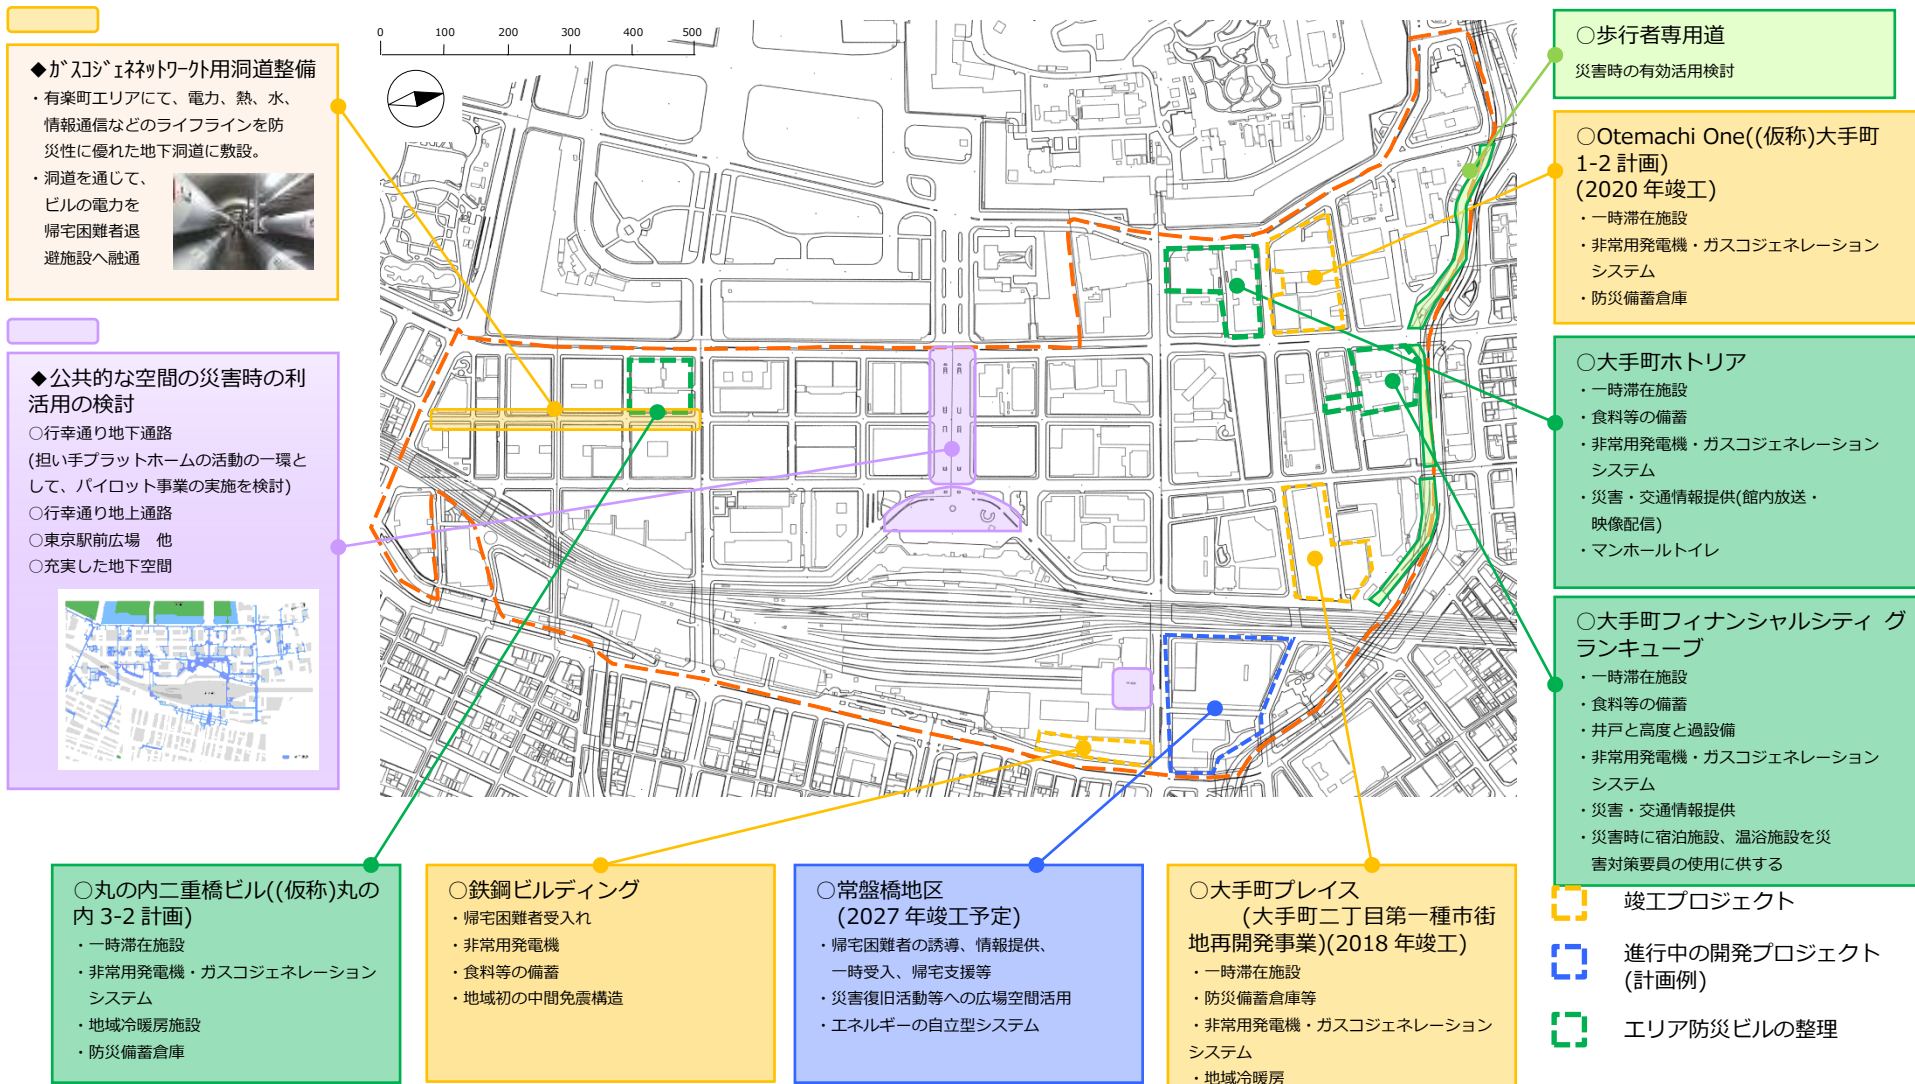 ◆ｶﾞｽｺｼﾞｪﾈﾈｯﾄﾜｰｸﾄ用洞道整備
・有楽町エリアにて、電力、熱、水、
情報通信などのライフラインを防
災性に優れた地下洞道に敷設。
・洞道を通じて、
ビルの電力を
帰宅困難者退
避施設へ融通
◆公共的な空間の災害時の利
活用の検討
○行幸通り地下通路
(担い手プラットホームの活動の一環と
して、パイロット事業の実施を検討)
○行幸通り地上通路
○東京駅前広場　他
○充実した地下空間
0 100 200 300 400 500
○歩行者専用道
災害時の有効活用検討
○Otemachi One((仮称)大手町
1-2 計画)
(2020 年竣工)
・一時滞在施設
・非常用発電機・ガスコジェネレーション
システム
・防災備蓄倉庫
○大手町ホトリア
・一時滞在施設
・食料等の備蓄
・非常用発電機・ガスコジェネレーション
システム
・災害・交通情報提供(館内放送・
映像配信)
・マンホールトイレ
○大手町フィナンシャルシティ グ
ランキューブ
・一時滞在施設
・食料等の備蓄
・井戸と高度と過設備
・非常用発電機・ガスコジェネレーション
システム
・災害・交通情報提供
・災害時に宿泊施設、温浴施設を災
害対策要員の使用に供する
○丸の内二重橋ビル((仮称)丸の
内 3-2 計画)
・一時滞在施設
・非常用発電機・ガスコジェネレーション
システム
・地域冷暖房施設
・防災備蓄倉庫
○鉄鋼ビルディング
・帰宅困難者受入れ
・非常用発電機
・食料等の備蓄
・地域初の中間免震構造
○常盤橋地区
(2027 年竣工予定)
・帰宅困難者の誘導、情報提供、
一時受入、帰宅支援等
・災害復旧活動等への広場空間活用
・エネルギーの自立型システム
○大手町プレイス
(大手町二丁目第一種市街
地再開発事業)(2018 年竣工)
・一時滞在施設
・防災備蓄倉庫等
・非常用発電機・ガスコジェネレーション
システム
・地域冷暖房
竣工プロジェクト
進行中の開発プロジェクト
(計画例)
エリア防災ビルの整理